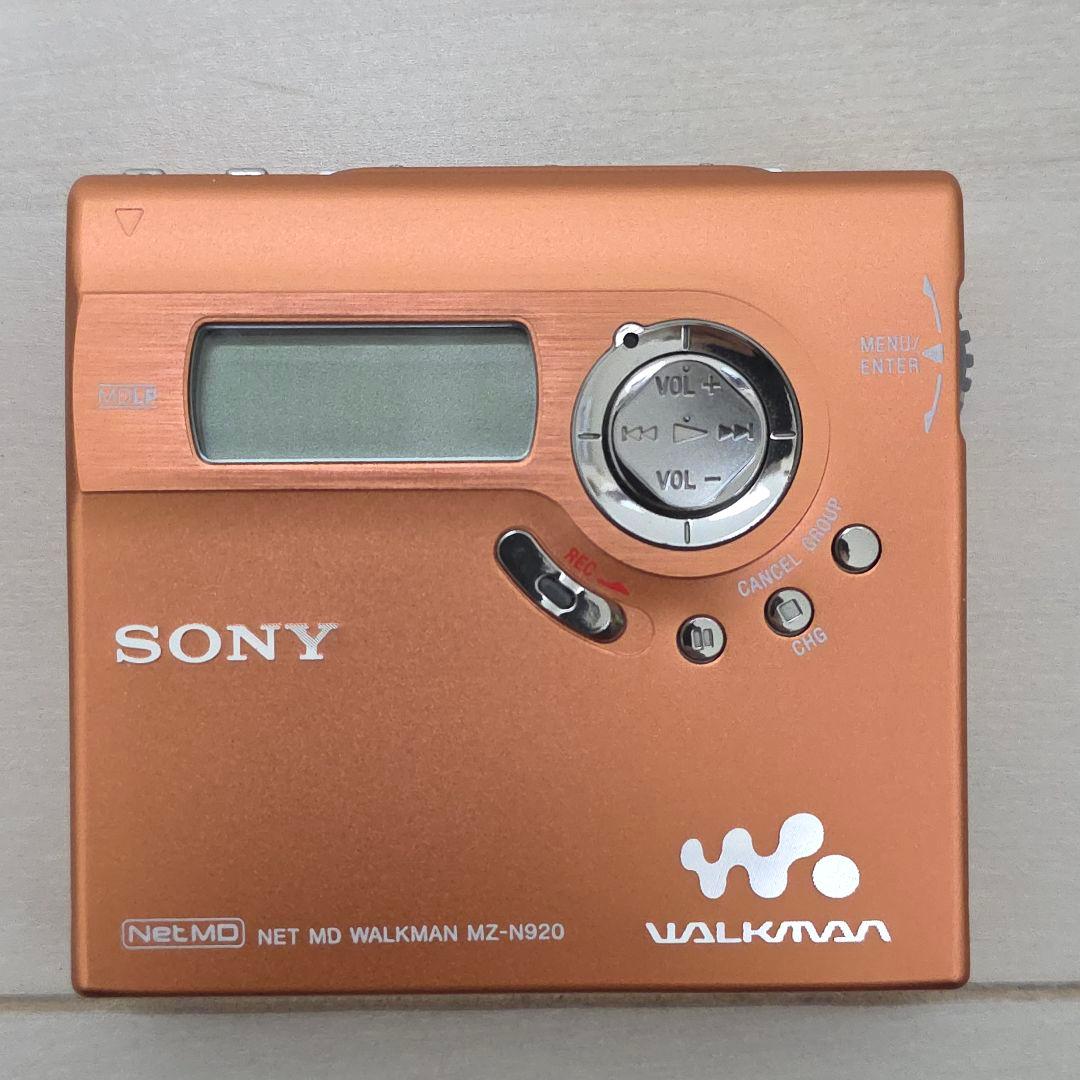 MDLP
VOL +
VOL -
MENU/
ENTER
REC
GROUP
CANCEL
CHG
SONY
NetMD
NET MD WALKMAN MZ-N920
WALKMAN